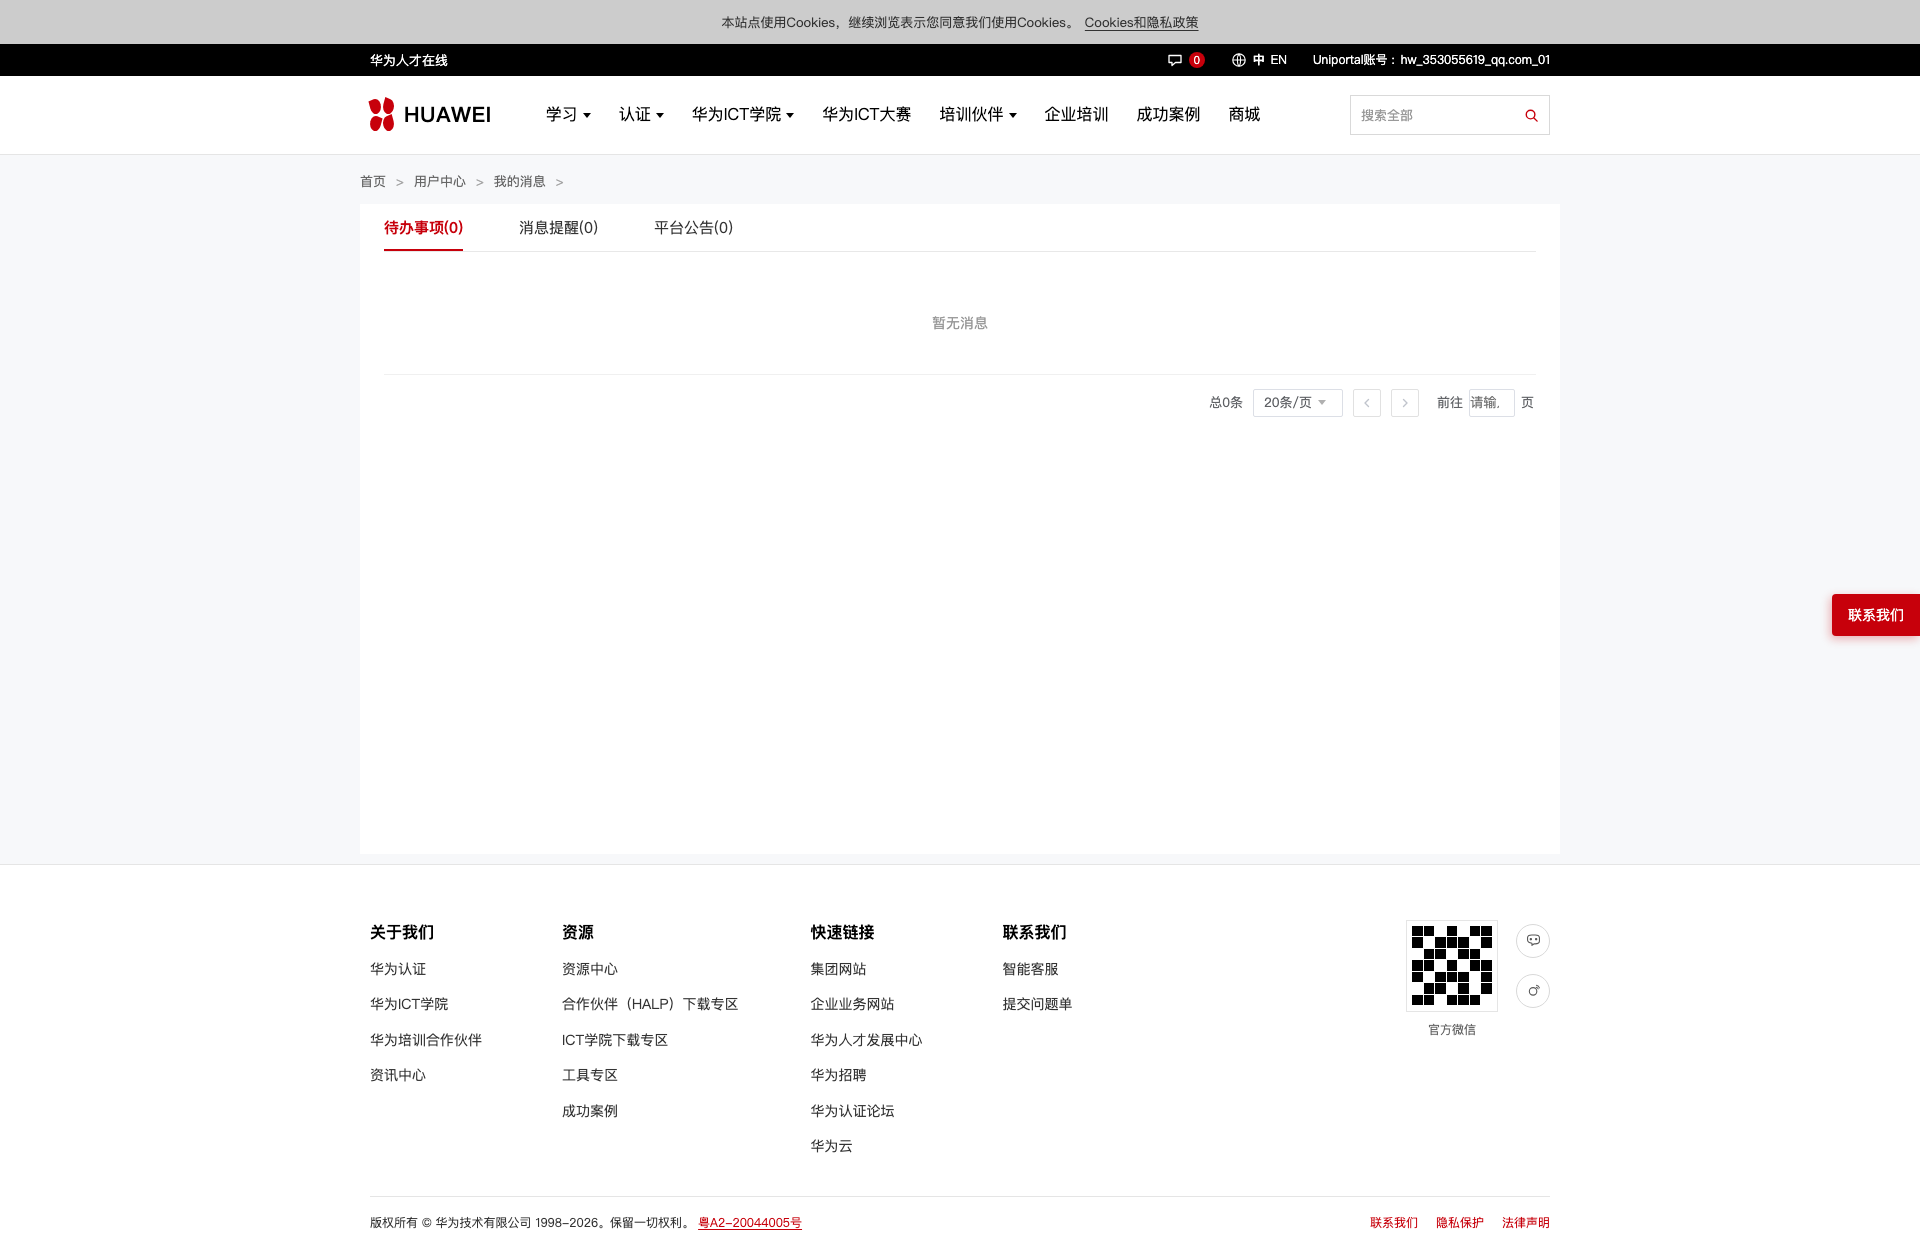 本站点使用Cookies，继续浏览表示您同意我们使用Cookies。 Cookies和隐私政策
华为人才在线
0
中 EN
Uniportal账号： hw_353055619_qq.com_01
HUAWEI
学习
认证
华为ICT学院
华为ICT大赛
培训伙伴
企业培训
成功案例
商城
搜索全部
首页 > 用户中心 > 我的消息 >
待办事项(0)
消息提醒(0)
平台公告(0)
暂无消息
总0条
20条/页
前往 请输. 页
联系我们
关于我们
华为认证
华为ICT学院
华为培训合作伙伴
资讯中心
资源
资源中心
合作伙伴（HALP）下载专区
ICT学院下载专区
工具专区
成功案例
快速链接
集团网站
企业业务网站
华为人才发展中心
华为招聘
华为认证论坛
华为云
联系我们
智能客服
提交问题单
官方微信
版权所有 © 华为技术有限公司 1998-2026。保留一切权利。 粤A2-20044005号
联系我们 隐私保护 法律声明